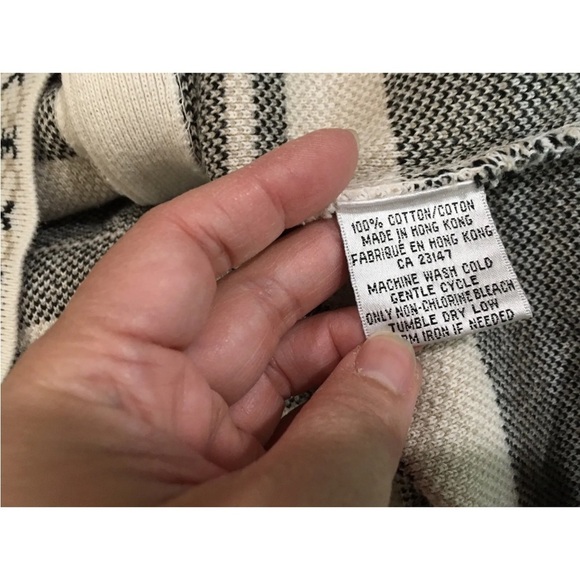 100% COTTON/COTON
MADE IN HONG KONG
FABRIQUÉ EN HONG KONG
CA 23147
MACHINE WASH COLD
GENTLE CYCLE
ONLY NON-CHLORINE BLEACH
TUMBLE DRY LOW
IRON IF NEEDED